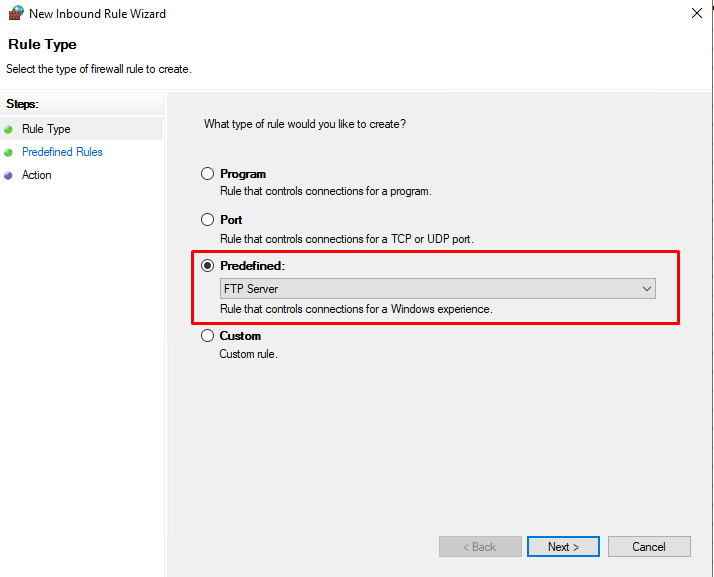 New Inbound Rule Wizard
Rule Type
Select the type of firewall rule to create.
Steps:
Rule Type
Predefined Rules
Action
What type of rule would you like to create?
Program
Rule that controls connections for a program.
Port
Rule that controls connections for a TCP or UDP port.
Predefined:
FTP Server
Rule that controls connections for a Windows experience.
Custom
Custom rule.
< Back
Next >
Cancel